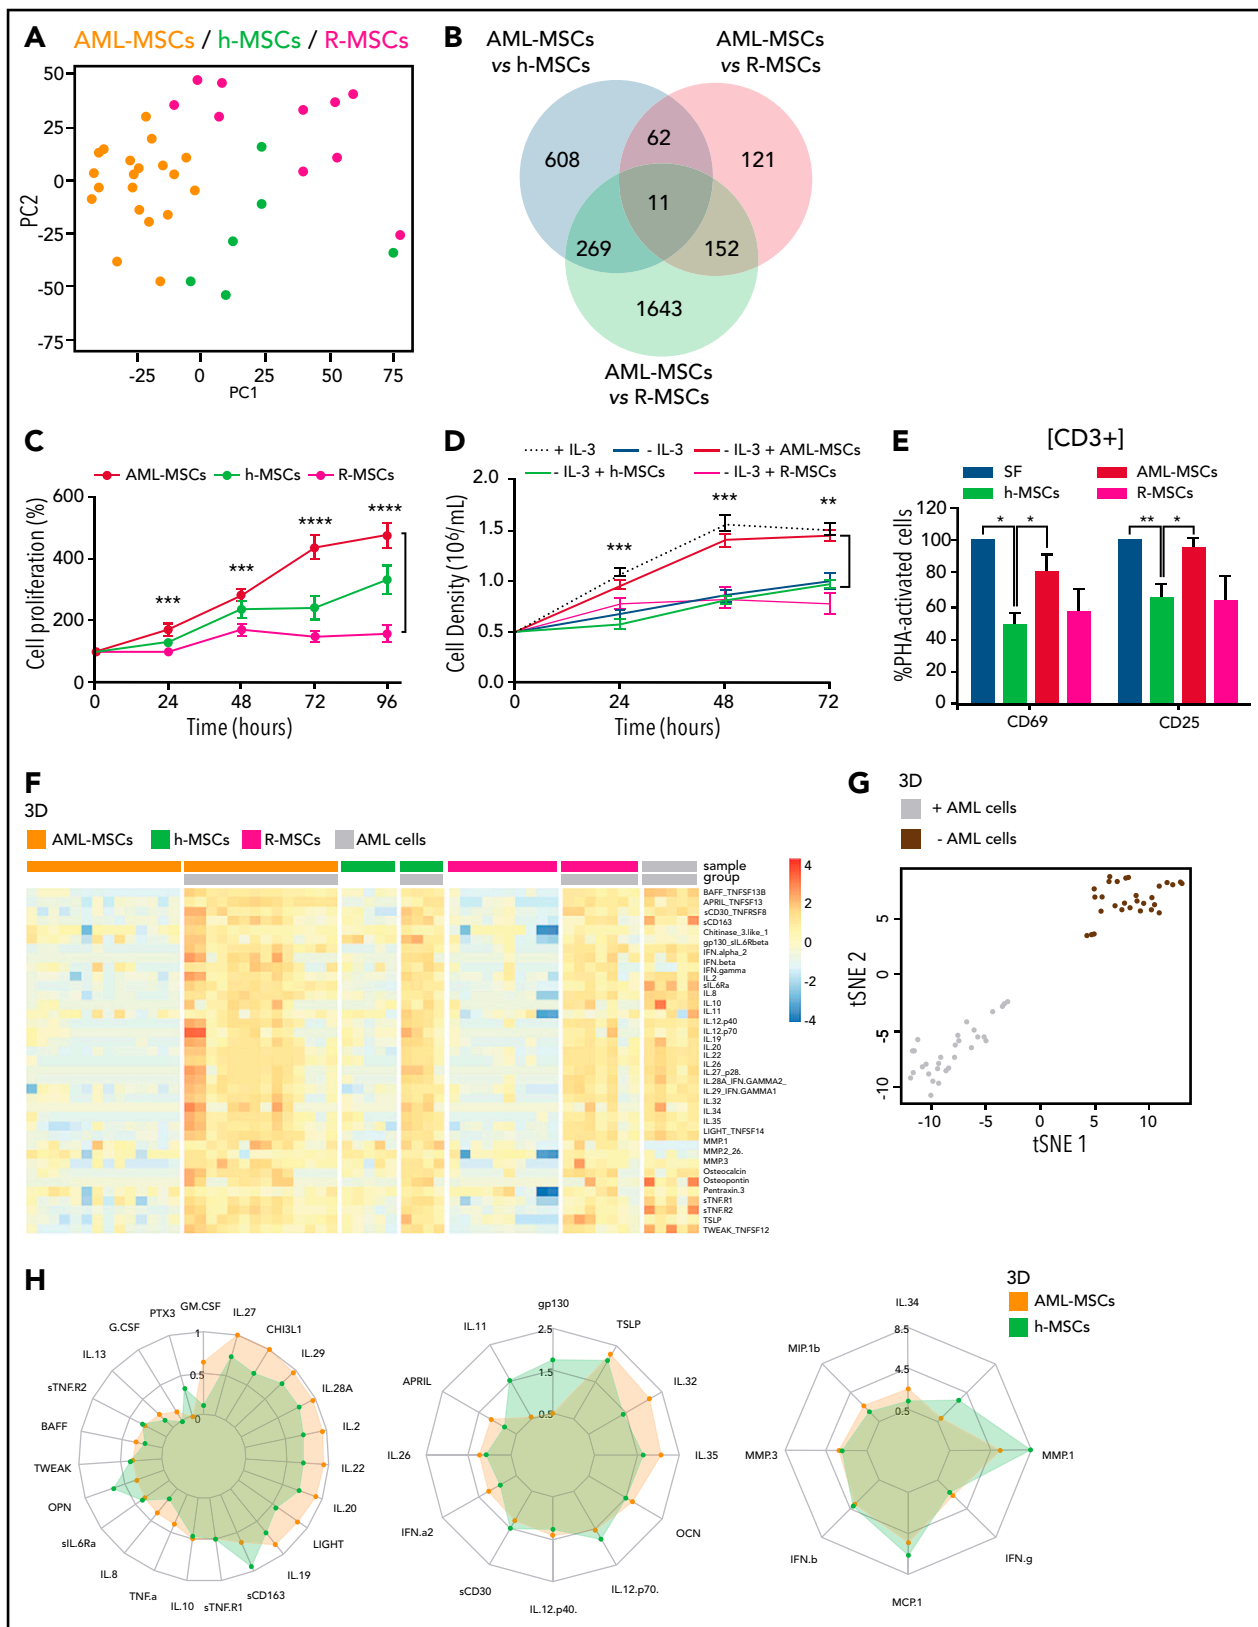 A
AML-MSCs / h-MSCs / R-MSCs
50
25
0
-25
-50
-75
PC2
-25 0 25 50 75
PC1
B
AML-MSCs
vs h-MSCs
AML-MSCs
vs R-MSCs
608
62
121
11
269
152
1643
AML-MSCs
vs R-MSCs
C
AML-MSCs h-MSCs R-MSCs
600
400
200
0
Cell proliferation (%)
*** *** **** ****
0 24 48 72 96
Time (hours)
D
+ IL-3 - IL-3 - IL-3 + AML-MSCs
- IL-3 + h-MSCs - IL-3 + R-MSCs
2.0
1.5
1.0
0.5
0.0
Cell Density (10⁶/mL)
*** *** **
0 24 48 72
Time (hours)
E
[CD3+]
SF AML-MSCs
h-MSCs R-MSCs
120
100
80
60
40
20
0
%PHA-activated cells
* * ** *
CD69 CD25
F
3D
AML-MSCs h-MSCs R-MSCs AML cells
sample
group
4
2
0
-2
-4
BAFF_TNFSF13B
APRIL_TNFSF13
sCD30_TNFRSF8
sCD163
Chitinase_3.like_1
gp130_sIL.6Rbeta
IFN.alpha_2
IFN.beta
IFN.gamma
IL.2
sIL.6Ra
IL.8
IL.10
IL.11
IL.12.p40
IL.12.p70
IL.19
IL.20
IL.22
IL.26
IL.27_p28.
IL.28A_IFN.GAMMA2_
IL.29_IFN.GAMMA1
IL.32
IL.34
IL.35
LIGHT_TNFSF14
MMP.1
MMP.2_26.
MMP.3
Osteocalcin
Osteopontin
Pentraxin.3
sTNF.R1
sTNF.R2
TSLP
TWEAK_TNFSF12
G
3D
+ AML cells
- AML cells
5
0
-5
-10
tSNE 2
-10 -5 0 5 10
tSNE 1
H
3D
AML-MSCs
h-MSCs
GM.CSF
IL.27
CHI3L1
IL.29
IL.28A
IL.2
IL.22
IL.20
LIGHT
IL.19
sCD163
sTNF.R1
IL.10
TNF.a
IL.8
sIL.6Ra
OPN
TWEAK
BAFF
sTNF.R2
IL.13
G.CSF
PTX3
1
0.5
0
gp130
TSLP
IL.32
IL.35
OCN
IL.12.p70.
IL.12.p40.
sCD30
IFN.a2
IL.26
APRIL
IL.11
2.5
1.5
0.5
IL.34
MMP.1
IFN.g
MCP.1
IFN.b
MMP.3
MIP.1b
8.5
4.5
0.5